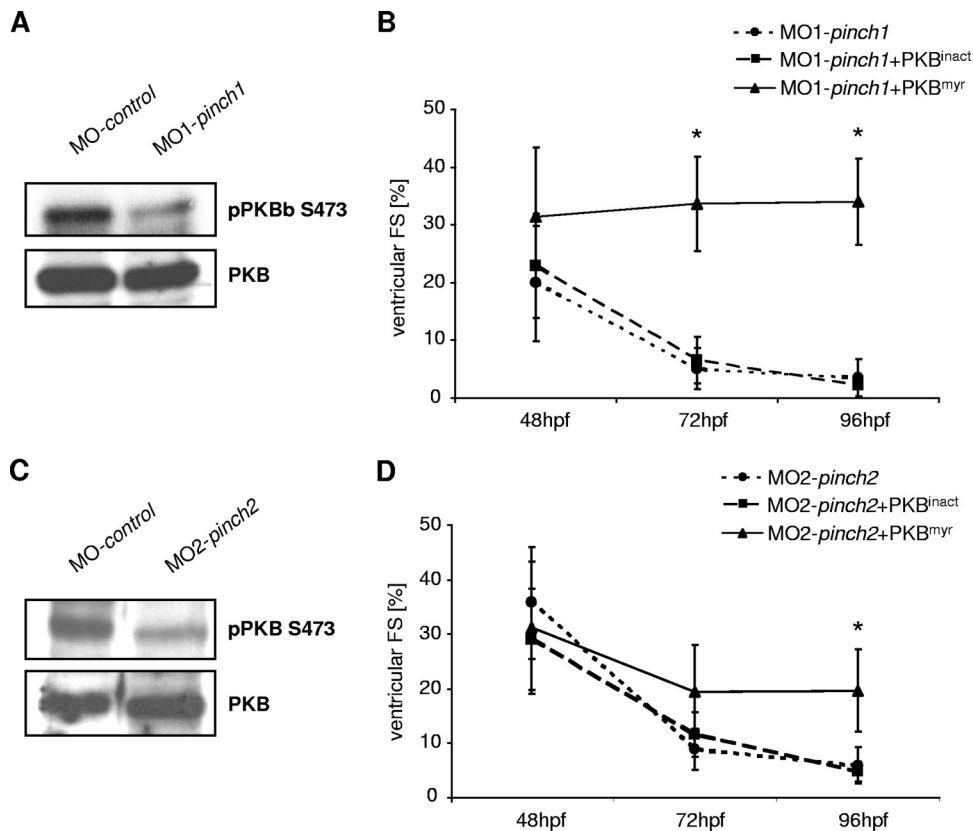 A
MO-control
MO1-pinch1
pPKBb S473
PKB
B
MO1-pinch1
MO1-pinch1+PKBinact
MO1-pinch1+PKBmyr
ventricular FS [%]
50
40
30
20
10
0
*
*
48hpf
72hpf
96hpf
C
MO-control
MO2-pinch2
pPKB S473
PKB
D
MO2-pinch2
MO2-pinch2+PKBinact
MO2-pinch2+PKBmyr
ventricular FS [%]
50
40
30
20
10
0
*
48hpf
72hpf
96hpf